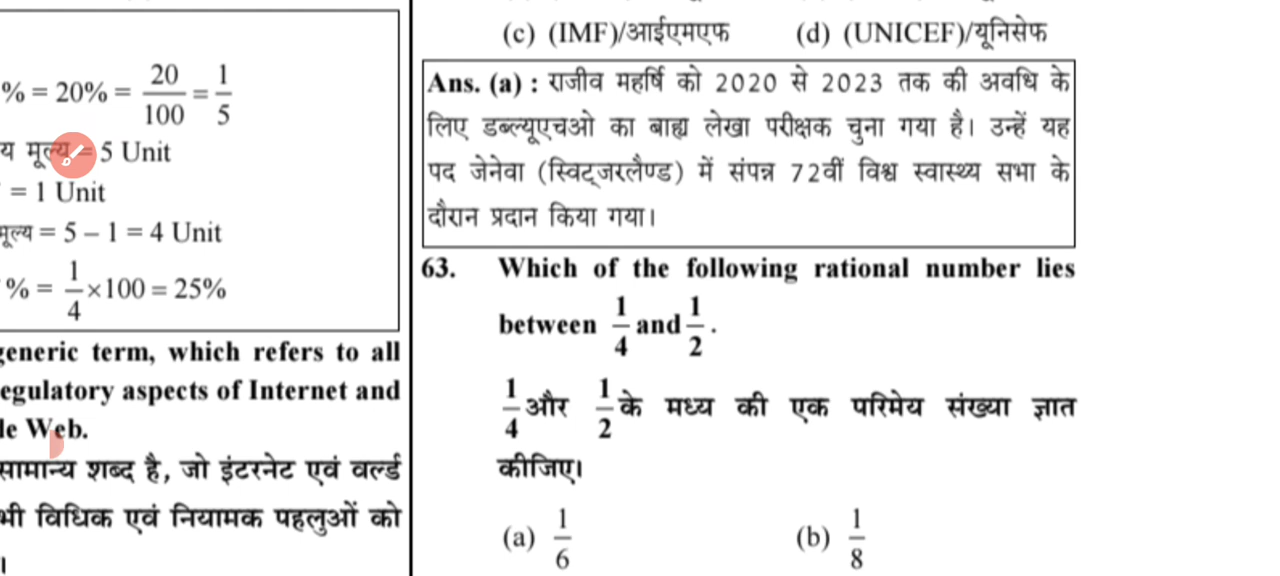 % = 20% = 20/100 = 1/5
य मूल्य = 5 Unit
= 1 Unit
मूल्य = 5 – 1 = 4 Unit
% = 1/4 ×100 = 25%
generic term, which refers to all
egulatory aspects of Internet and
le Web.
सामान्य शब्द है, जो इंटरनेट एवं वर्ल्ड
भी विधिक एवं नियामक पहलुओं को
।
(c) (IMF)/आईएमएफ (d) (UNICEF)/यूनिसेफ
Ans. (a) : राजीव महर्षि को 2020 से 2023 तक की अवधि के
लिए डब्ल्यूएचओ का बाह्य लेखा परीक्षक चुना गया है। उन्हें यह
पद जेनेवा (स्विट्जरलैण्ड) में संपन्न 72वीं विश्व स्वास्थ्य सभा के
दौरान प्रदान किया गया।
63. Which of the following rational number lies
between 1/4 and 1/2 .
1/4 और 1/2 के मध्य की एक परिमेय संख्या ज्ञात
कीजिए।
(a) 1/6 (b) 1/8